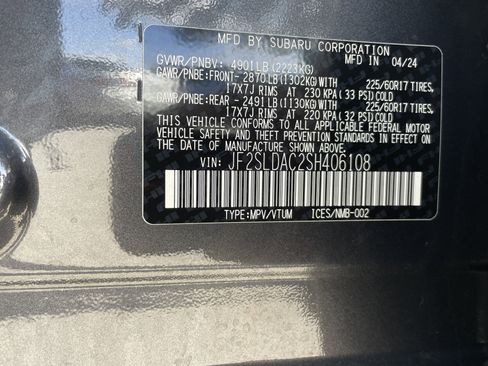 MFD BY SUBARU CORPORATION
GVWR/PNBV: 4901LB (2223KG) MFD IN 04/24
GAWR/PNBE:FRONT- 2870LB(1302KG)WITH 225/60R17 TIRES,
17X7J RIMS AT 230 KPA(33 PSI)COLD
GAWR/PNBE:REAR - 2491LB(1130KG)WITH 225/60R17 TIRES,
17X7J RIMS AT 220 KPA(32 PSI)COLD
THIS VEHICLE CONFORMS TO ALL APPLICABLE FEDERAL MOTOR
VEHICLE SAFETY AND THEFT PREVENTION STANDARDS IN EFFECT ON
THE DATE OF MANUFACTURE SHOWN ABOVE.
VIN: JF2SLDAC2SH406108
TYPE:MPV/VTUM ICES/NMB-002